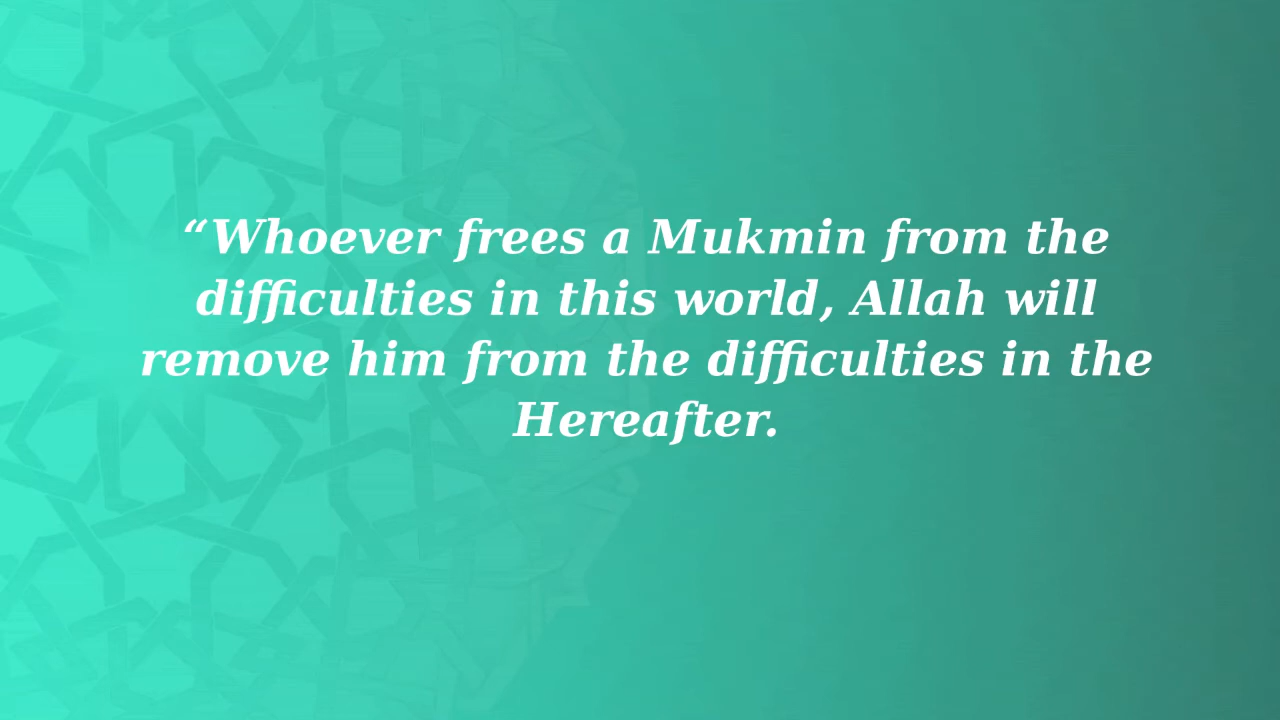 “Whoever frees a Mukmin from the
difficulties in this world, Allah will
remove him from the difficulties in the
Hereafter.